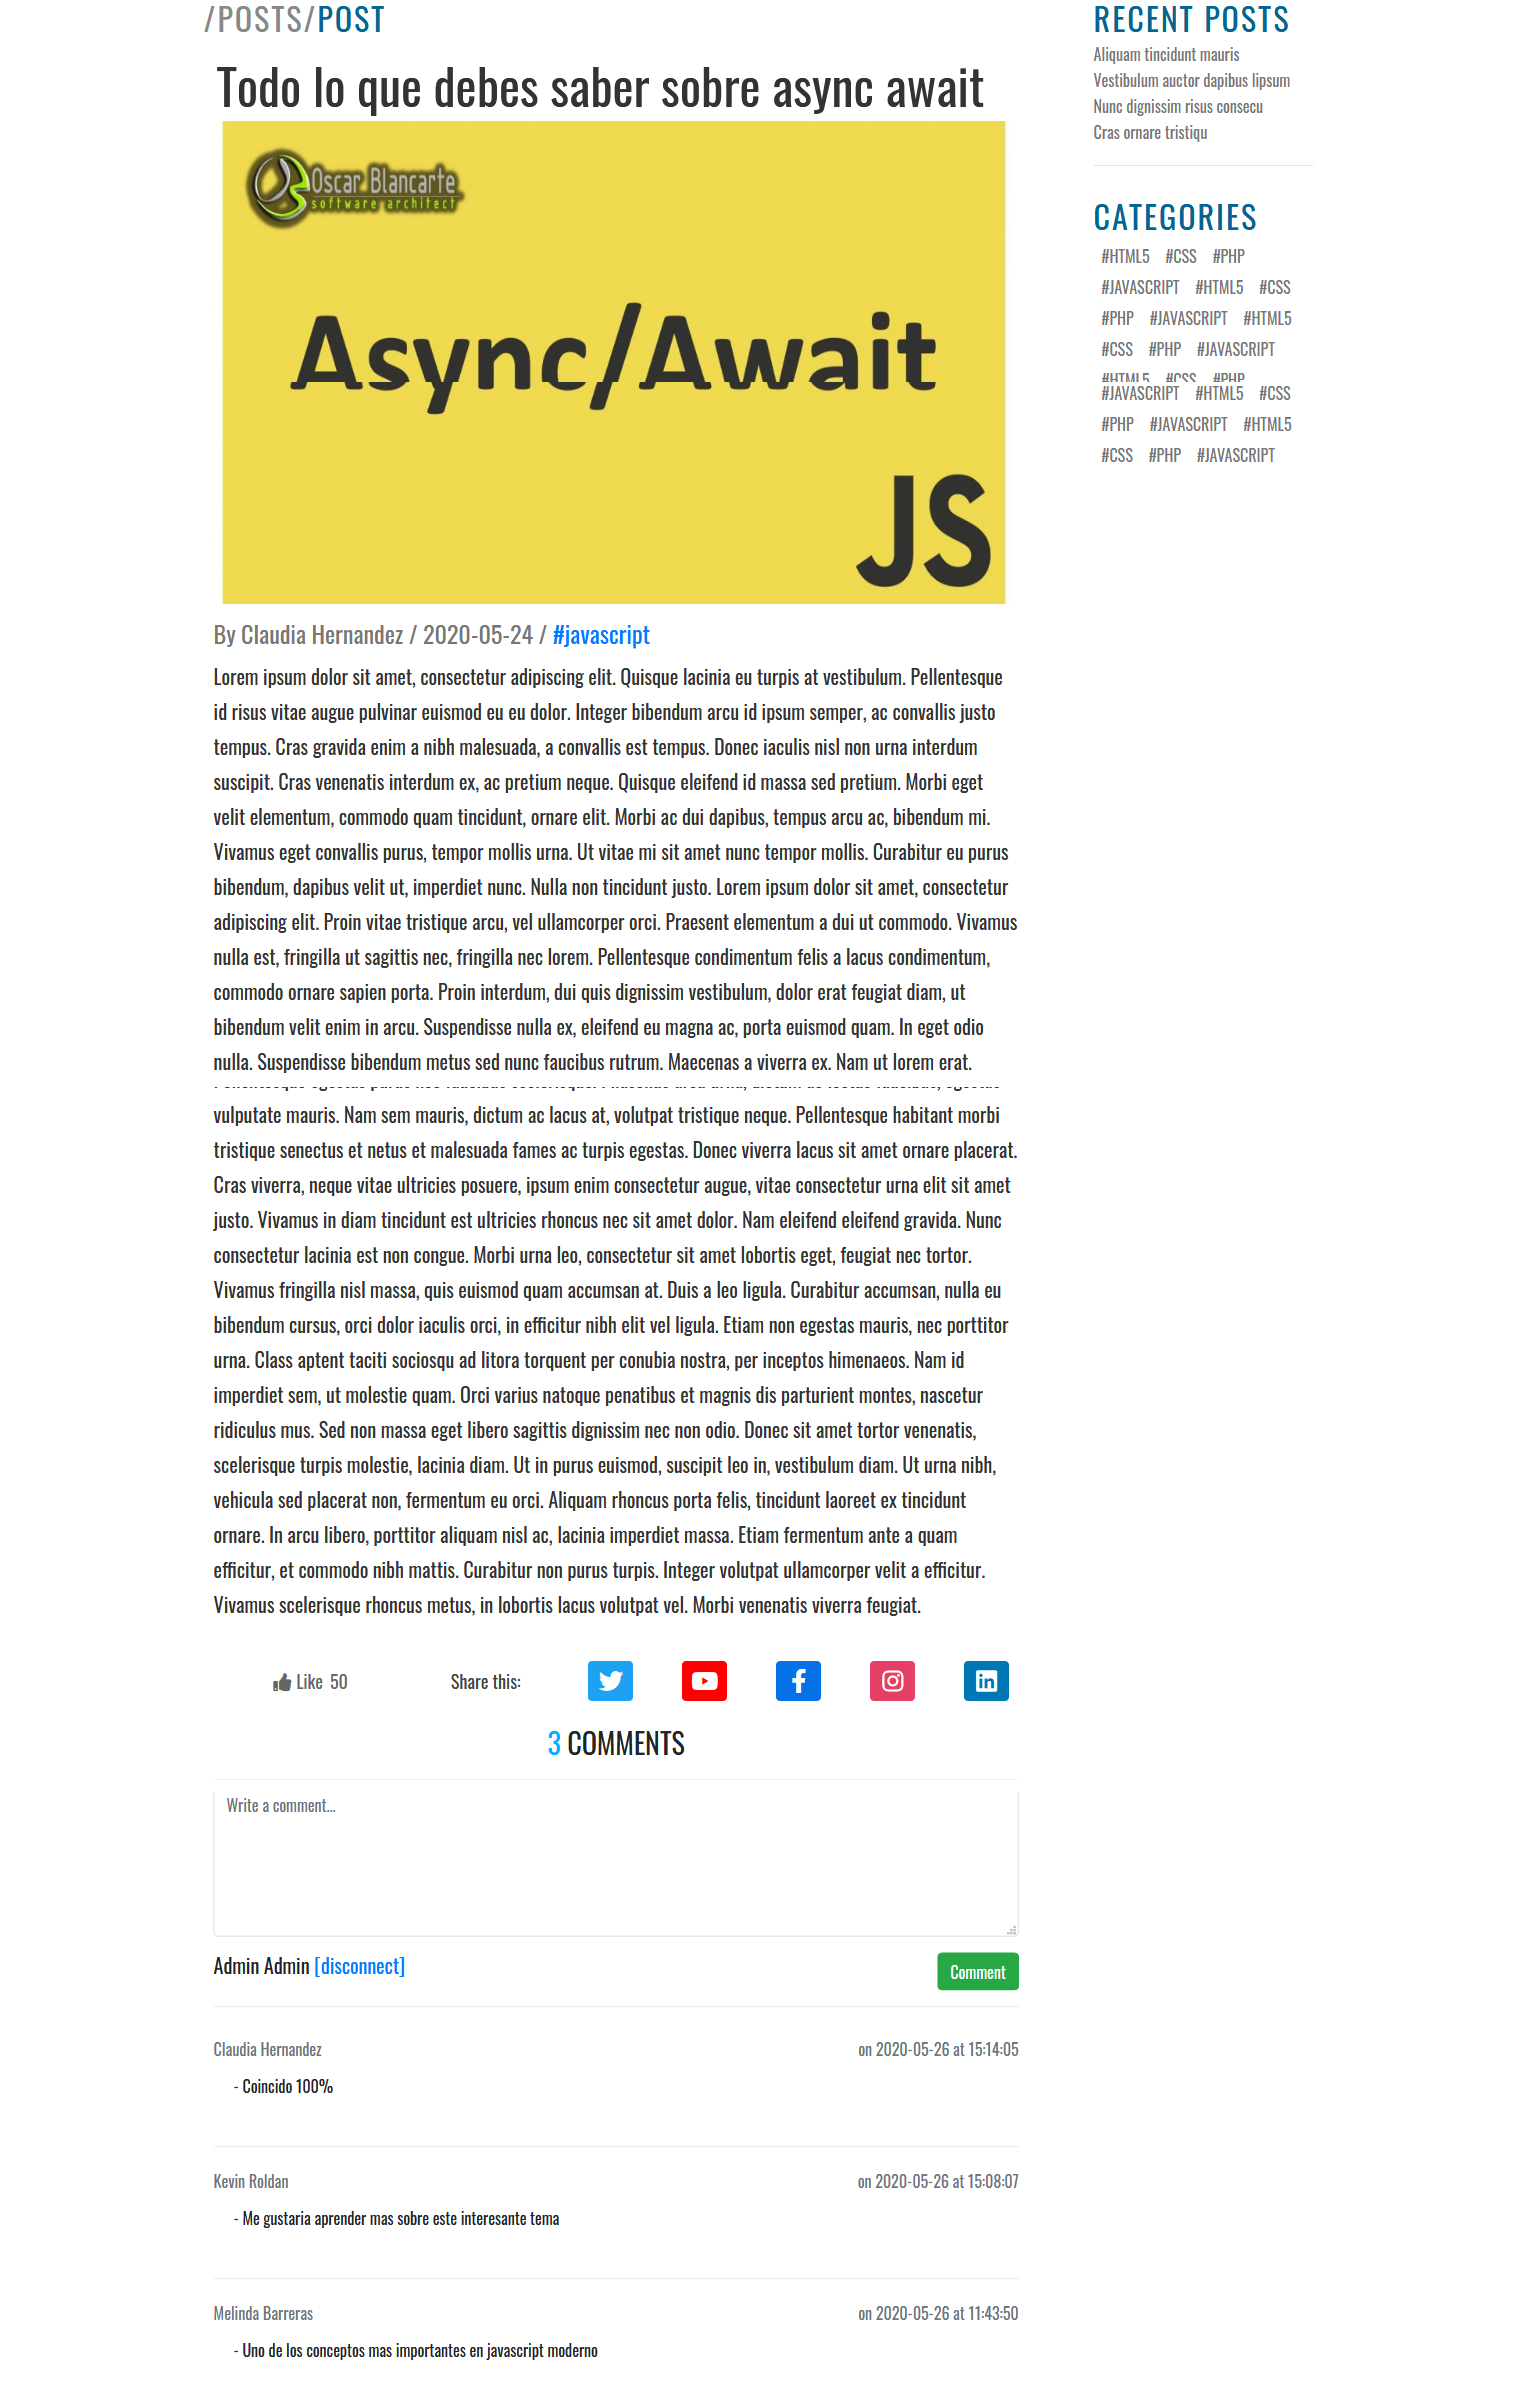 /POSTS/POST
Todo lo que debes saber sobre async await
Oscar Blancarte
software architect
Async/Await
JS
By Claudia Hernandez / 2020-05-24 / #javascript
Lorem ipsum dolor sit amet, consectetur adipiscing elit. Quisque lacinia eu turpis at vestibulum. Pellentesque
id risus vitae augue pulvinar euismod eu eu dolor. Integer bibendum arcu id ipsum semper, ac convallis justo
tempus. Cras gravida enim a nibh malesuada, a convallis est tempus. Donec iaculis nisl non urna interdum
suscipit. Cras venenatis interdum ex, ac pretium neque. Quisque eleifend id massa sed pretium. Morbi eget
velit elementum, commodo quam tincidunt, ornare elit. Morbi ac dui dapibus, tempus arcu ac, bibendum mi.
Vivamus eget convallis purus, tempor mollis urna. Ut vitae mi sit amet nunc tempor mollis. Curabitur eu purus
bibendum, dapibus velit ut, imperdiet nunc. Nulla non tincidunt justo. Lorem ipsum dolor sit amet, consectetur
adipiscing elit. Proin vitae tristique arcu, vel ullamcorper orci. Praesent elementum a dui ut commodo. Vivamus
nulla est, fringilla ut sagittis nec, fringilla nec lorem. Pellentesque condimentum felis a lacus condimentum,
commodo ornare sapien porta. Proin interdum, dui quis dignissim vestibulum, dolor erat feugiat diam, ut
bibendum velit enim in arcu. Suspendisse nulla ex, eleifend eu magna ac, porta euismod quam. In eget odio
nulla. Suspendisse bibendum metus sed nunc faucibus rutrum. Maecenas a viverra ex. Nam ut lorem erat.
vulputate mauris. Nam sem mauris, dictum ac lacus at, volutpat tristique neque. Pellentesque habitant morbi
tristique senectus et netus et malesuada fames ac turpis egestas. Donec viverra lacus sit amet ornare placerat.
Cras viverra, neque vitae ultricies posuere, ipsum enim consectetur augue, vitae consectetur urna elit sit amet
justo. Vivamus in diam tincidunt est ultricies rhoncus nec sit amet dolor. Nam eleifend eleifend gravida. Nunc
consectetur lacinia est non congue. Morbi urna leo, consectetur sit amet lobortis eget, feugiat nec tortor.
Vivamus fringilla nisl massa, quis euismod quam accumsan at. Duis a leo ligula. Curabitur accumsan, nulla eu
bibendum cursus, orci dolor iaculis orci, in efficitur nibh elit vel ligula. Etiam non egestas mauris, nec porttitor
urna. Class aptent taciti sociosqu ad litora torquent per conubia nostra, per inceptos himenaeos. Nam id
imperdiet sem, ut molestie quam. Orci varius natoque penatibus et magnis dis parturient montes, nascetur
ridiculus mus. Sed non massa eget libero sagittis dignissim nec non odio. Donec sit amet tortor venenatis,
scelerisque turpis molestie, lacinia diam. Ut in purus euismod, suscipit leo in, vestibulum diam. Ut urna nibh,
vehicula sed placerat non, fermentum eu orci. Aliquam rhoncus porta felis, tincidunt laoreet ex tincidunt
ornare. In arcu libero, porttitor aliquam nisl ac, lacinia imperdiet massa. Etiam fermentum ante a quam
efficitur, et commodo nibh mattis. Curabitur non purus turpis. Integer volutpat ullamcorper velit a efficitur.
Vivamus scelerisque rhoncus metus, in lobortis lacus volutpat vel. Morbi venenatis viverra feugiat.
Like 50 Share this:
3 COMMENTS
Write a comment...
Admin Admin [disconnect] Comment
Claudia Hernandez on 2020-05-26 at 15:14:05
- Coincido 100%
Kevin Roldan on 2020-05-26 at 15:08:07
- Me gustaria aprender mas sobre este interesante tema
Melinda Barreras on 2020-05-26 at 11:43:50
- Uno de los conceptos mas importantes en javascript moderno
RECENT POSTS
Aliquam tincidunt mauris
Vestibulum auctor dapibus lipsum
Nunc dignissim risus consecu
Cras ornare tristiqu
CATEGORIES
#HTML5 #CSS #PHP
#JAVASCRIPT #HTML5 #CSS
#PHP #JAVASCRIPT #HTML5
#CSS #PHP #JAVASCRIPT
#HTML5 #CSS #PHP
#JAVASCRIPT #HTML5 #CSS
#PHP #JAVASCRIPT #HTML5
#CSS #PHP #JAVASCRIPT